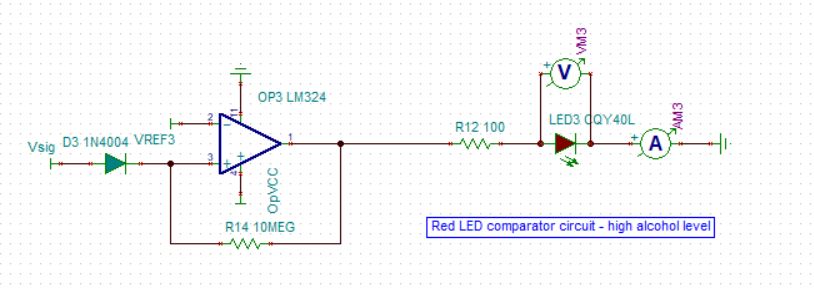 VM3
+
V
OP3 LM324
11
D3 1N4004
VREF3
2
-
1
R12 100
LED3 CQY40L
AM3
Vsig
3
+
+
4
+
A
OpVCC
R14 10MEG
Red LED comparator circuit - high alcohol level